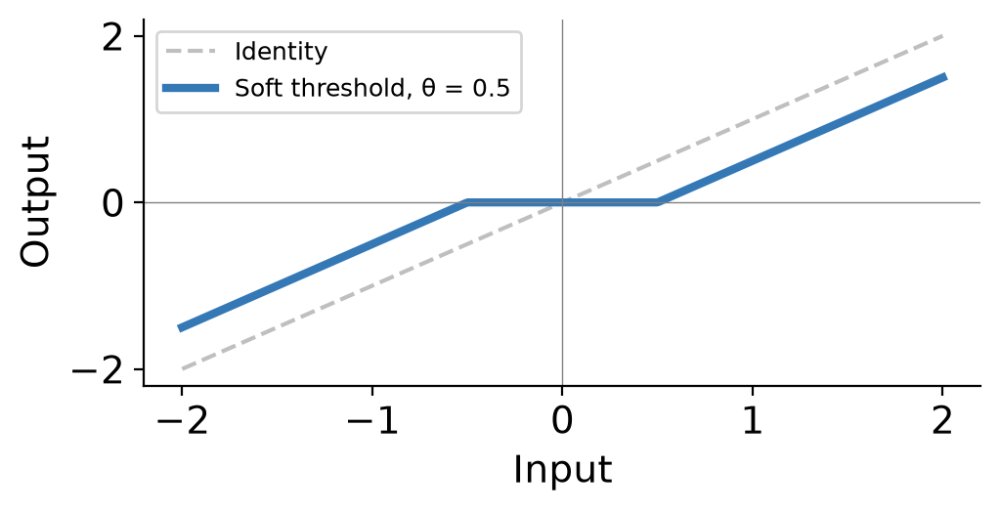 Identity
Soft threshold, θ = 0.5
Output
2
0
−2
−2 −1 0 1 2
Input